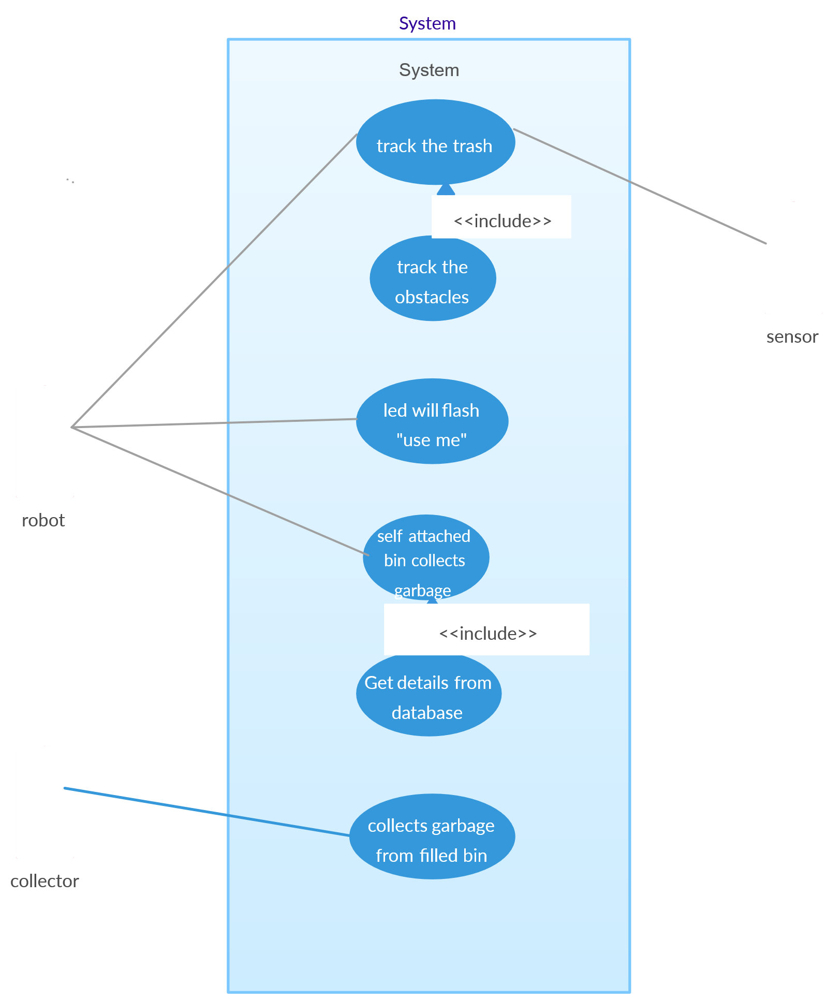 System
System
track the trash
<<include>>
track the
obstacles
sensor
led will flash
"use me"
robot
self attached
bin collects
garbage
<<include>>
Get details from
database
collects garbage
from filled bin
collector